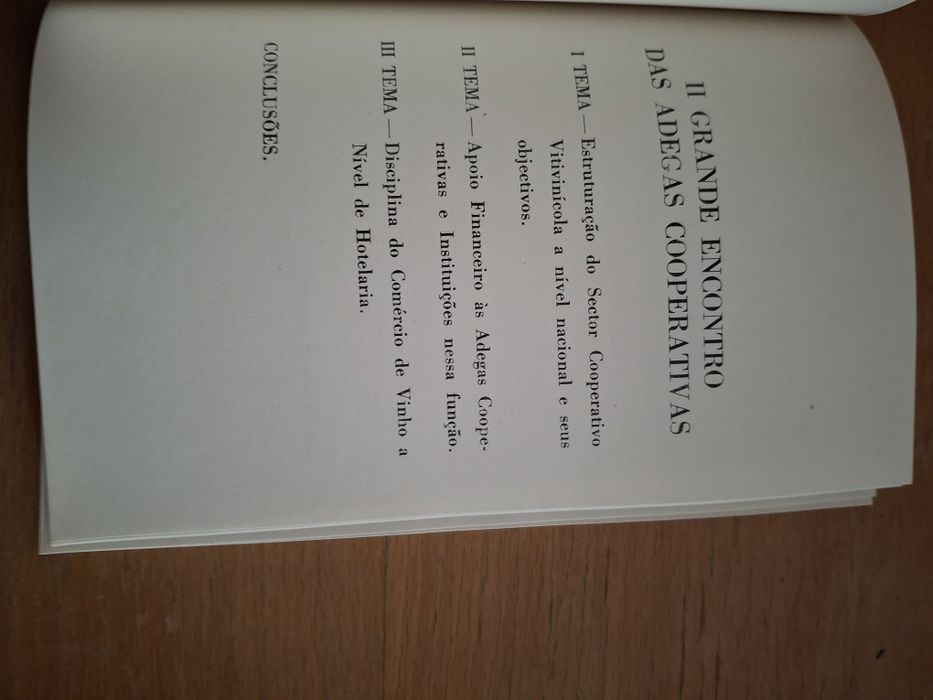 II GRANDE ENCONTRO
DAS ADEGAS COOPERATIVAS
I TEMA — Estruturação do Sector Cooperativo
Vitivinícola a nível nacional e seus
objectivos.
II TEMA — Apoio Financeiro às Adegas Coope-
rativas e Instituições nessa função.
III TEMA — Disciplina do Comércio de Vinho a
Nível de Hotelaria.
CONCLUSÕES.